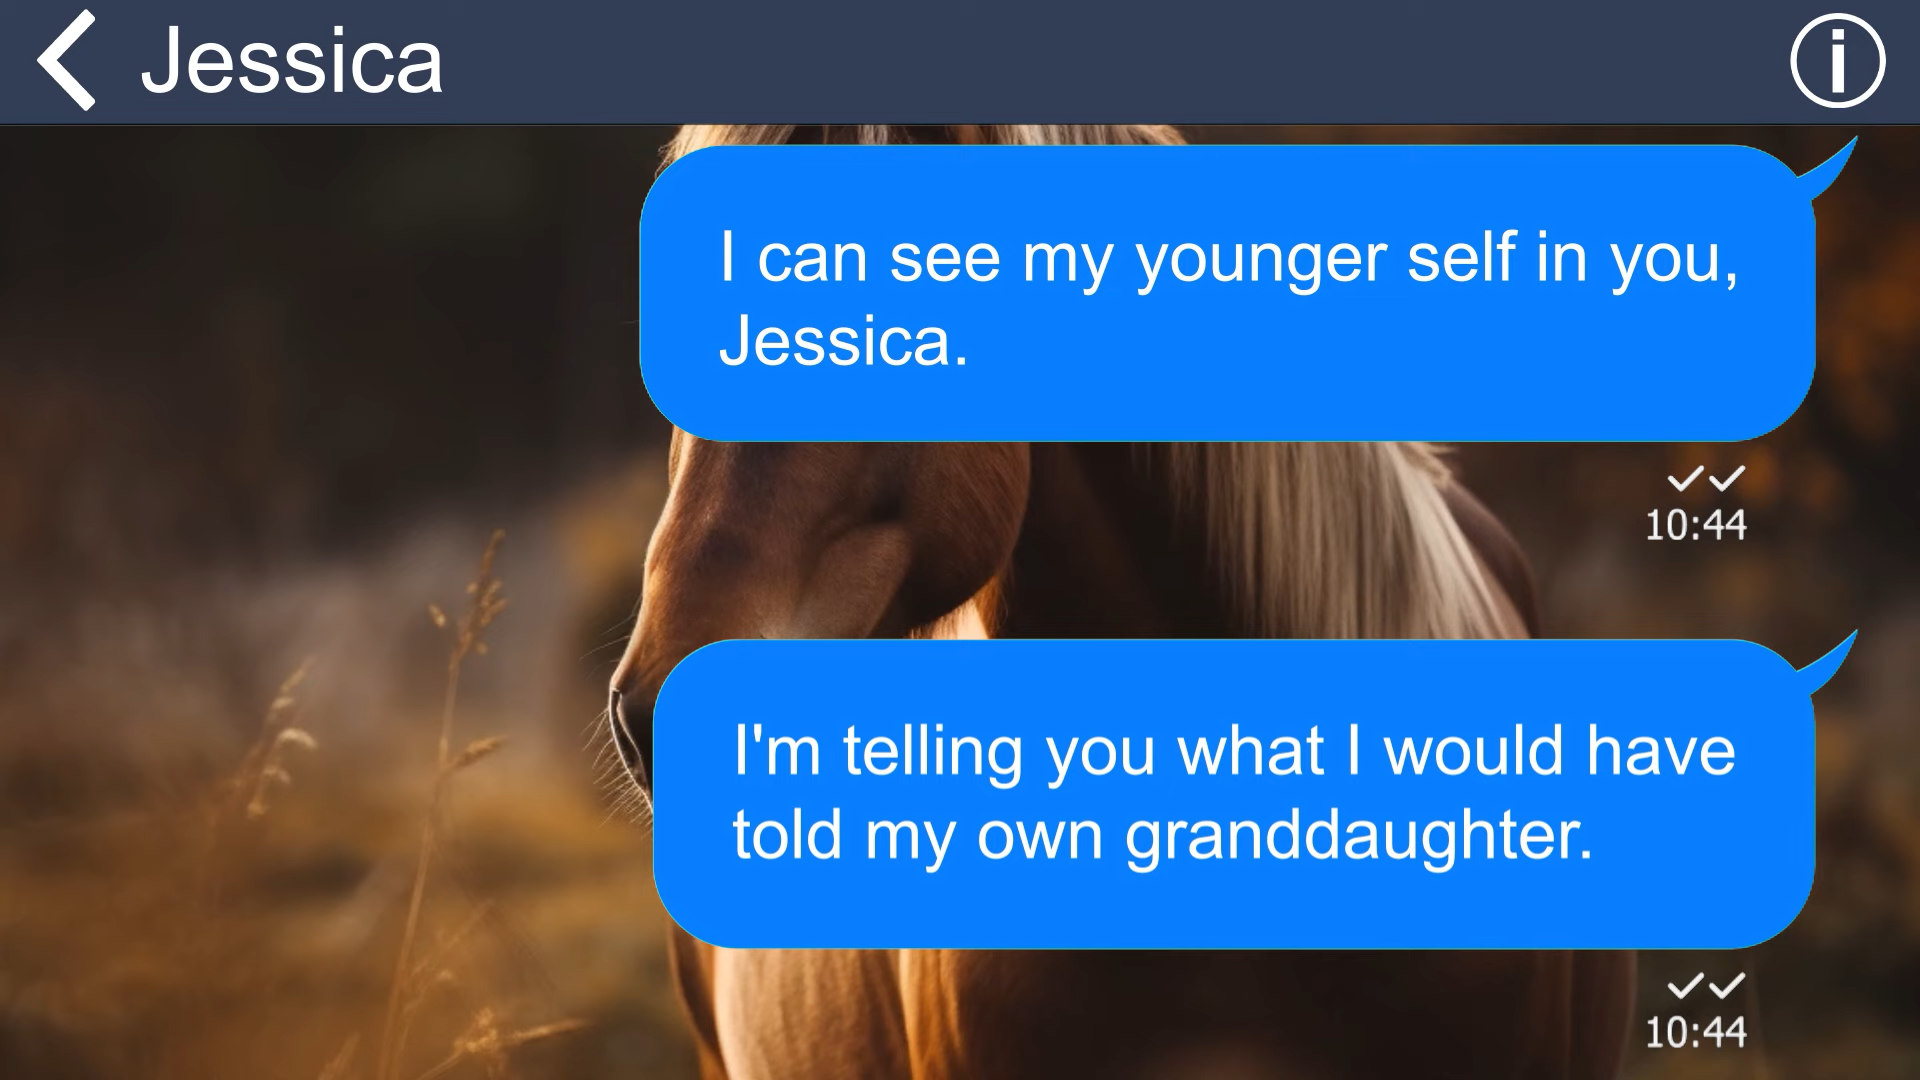 Jessica
I can see my younger self in you,
Jessica.
10:44
I'm telling you what I would have
told my own granddaughter.
10:44